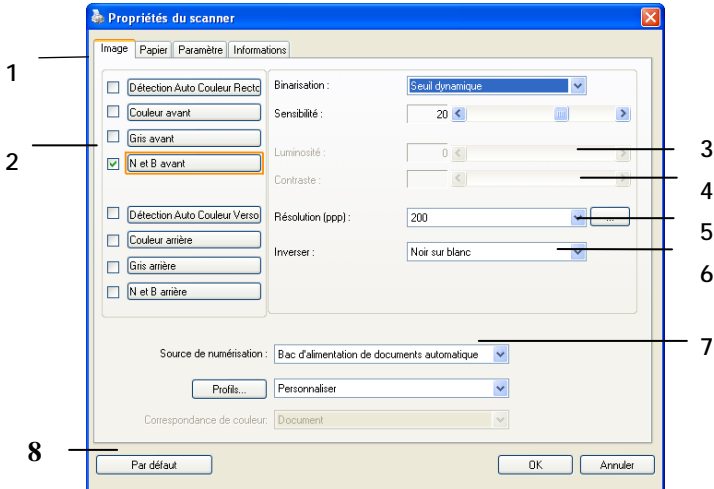 Propriétés du scanner
Image Papier Paramètre Informations
1
Détection Auto Couleur Recto Binarisation : Seuil dynamique
Couleur avant Sensibilité : 20
Gris avant
2 N et B avant Luminosité : 0 3
Contraste : 4
Détection Auto Couleur Verso Résolution (ppp) : 200 ... 5
Couleur arrière Inverser : Noir sur blanc 6
Gris arrière
N et B arrière
Source de numérisation : Bac d'alimentation de documents automatique 7
Profils... Personnaliser
Correspondance de couleur: Document
8 Par défaut OK Annuler